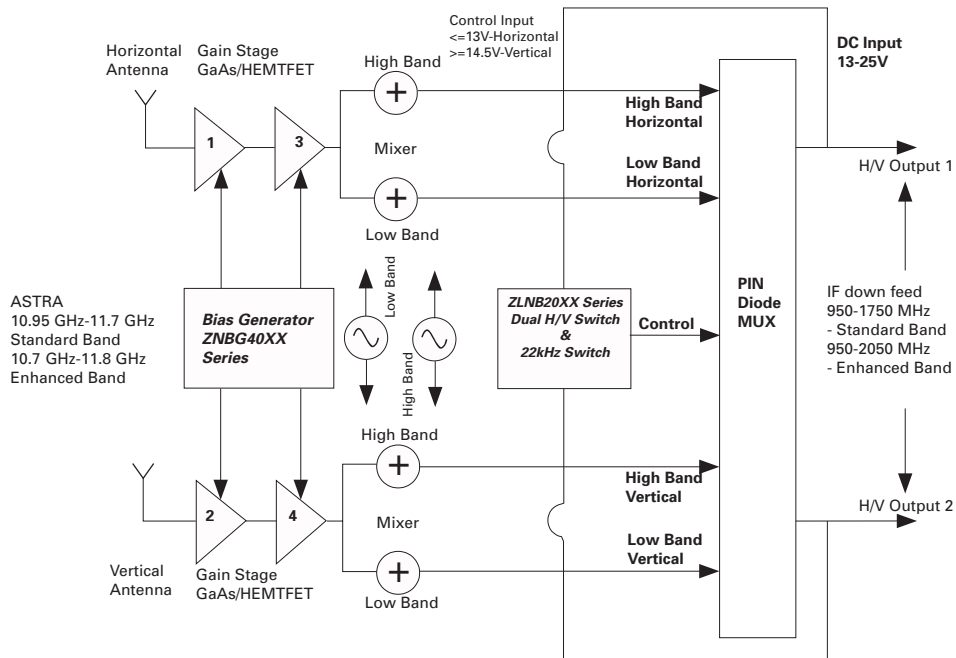 Control Input
<=13V-Horizontal
>=14.5V-Vertical
DC Input
13-25V
Horizontal
Antenna
Gain Stage
GaAs/HEMTFET
High Band
1
3
Mixer
High Band
Horizontal
Low Band
Horizontal
H/V Output 1
Low Band
ASTRA
10.95 GHz-11.7 GHz
Standard Band
10.7 GHz-11.8 GHz
Enhanced Band
Bias Generator
ZNBG40XX
Series
Low Band
High Band
ZLNB20XX Series
Dual H/V Switch
&
22kHz Switch
Control
PIN
Diode
MUX
IF down feed
950-1750 MHz
- Standard Band
950-2050 MHz
- Enhanced Band
High Band
2
4
Mixer
High Band
Vertical
Low Band
Vertical
H/V Output 2
Vertical
Antenna
Gain Stage
GaAs/HEMTFET
Low Band